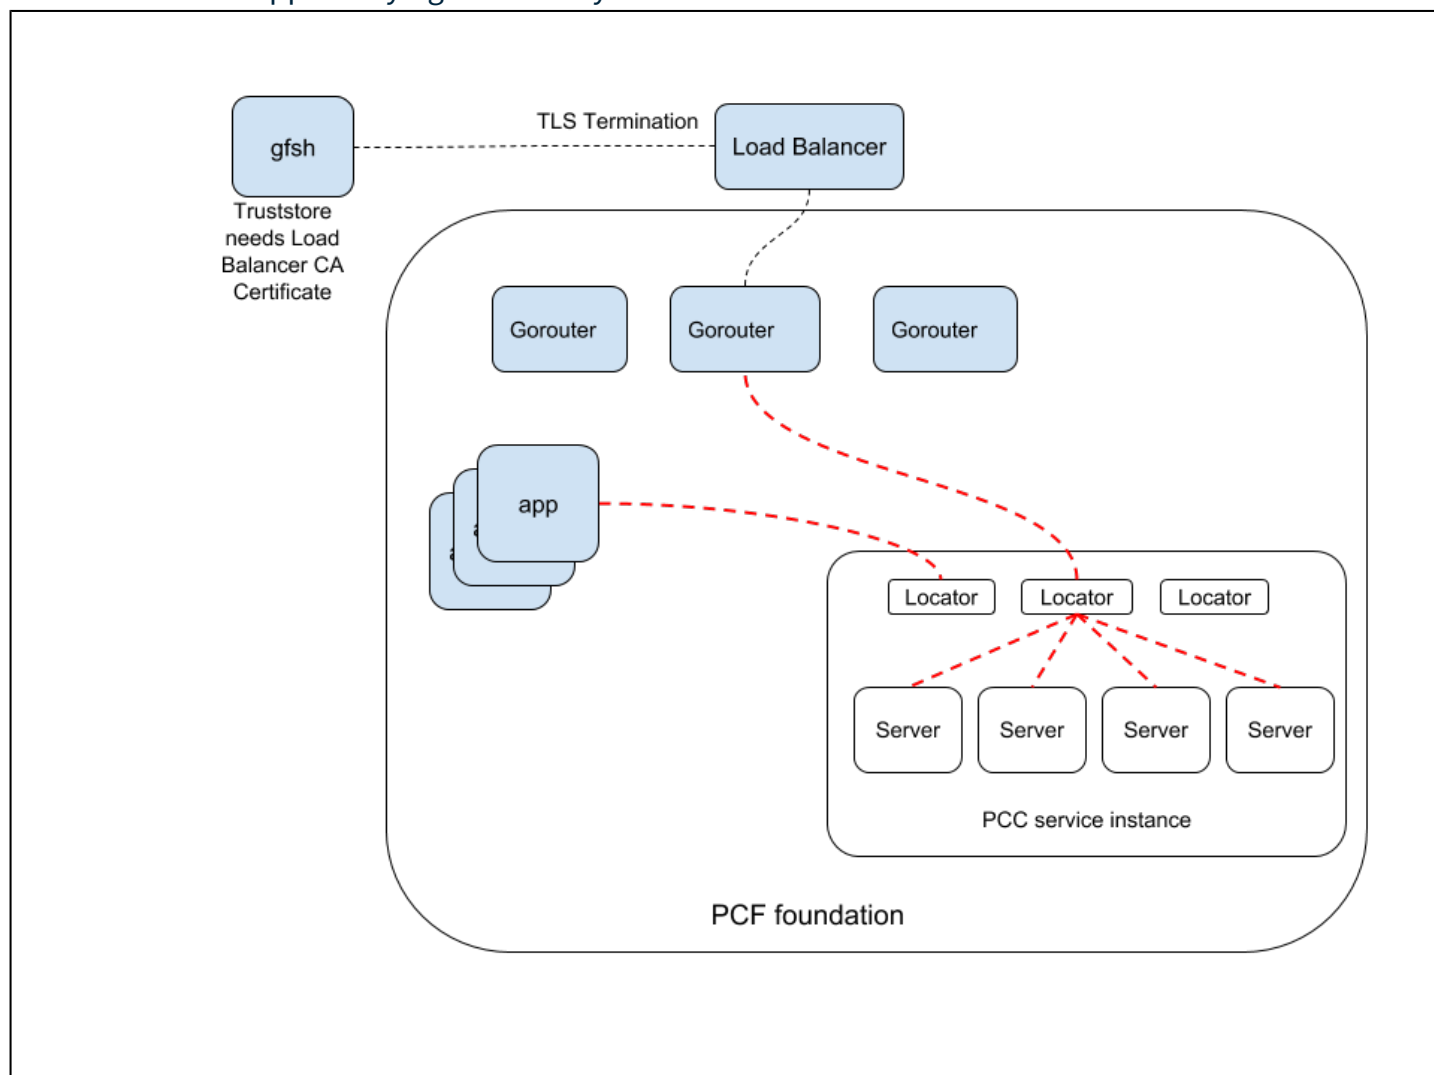 TLS Termination
gfsh
Load Balancer
Truststore
needs Load
Balancer CA
Certificate
Gorouter
Gorouter
Gorouter
app
Locator
Locator
Locator
Server
Server
Server
Server
PCC service instance
PCF foundation